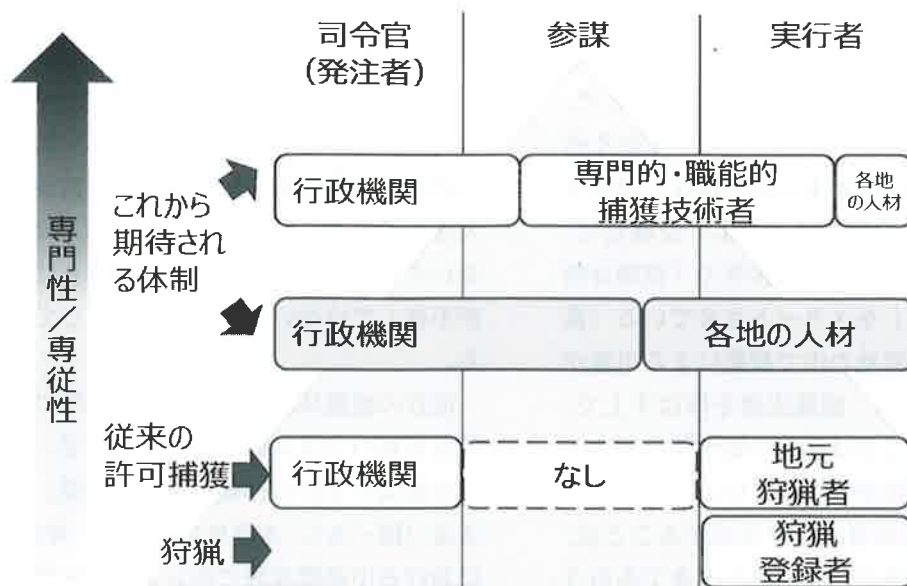 司令官
(発注者)
参謀
実行者
専門性/専従性
これから
期待され
る体制
行政機関
専門的・職能的
捕獲技術者
各地
の人材
行政機関
各地の人材
従来の
許可捕獲
行政機関
なし
地元
狩猟者
狩猟
狩猟
登録者